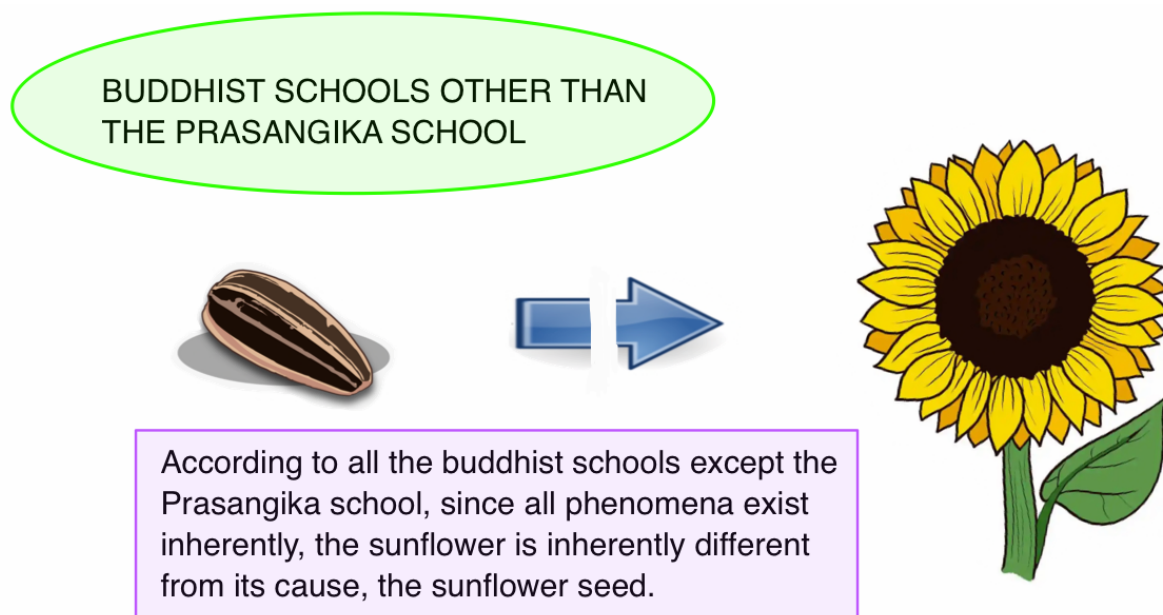 BUDDHIST SCHOOLS OTHER THAN
THE PRASANGIKA SCHOOL
According to all the buddhist schools except the
Prasangika school, since all phenomena exist
inherently, the sunflower is inherently different
from its cause, the sunflower seed.